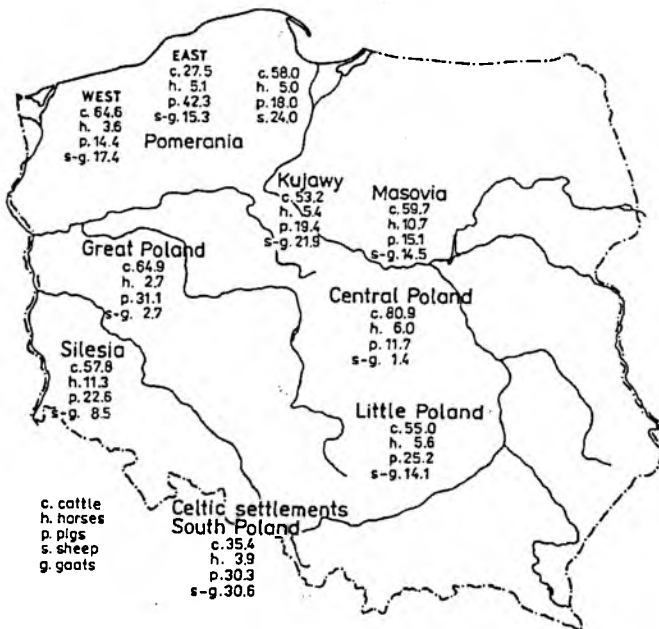 EAST
c. 27.5
h. 5.1
p. 42.3
s-g. 15.3
c. 58.0
h. 5.0
p. 18.0
s. 24.0
WEST
c. 64.6
h. 3.6
p. 14.4
s-g. 17.4
Pomerania
Kujawy
c. 53.2
h. 5.4
p. 19.4
s-g. 21.9
Masovia
c. 59.7
h. 10.7
p. 15.1
s-g. 14.5
Great Poland
c. 64.9
h. 2.7
p. 31.1
s-g. 2.7
Central Poland
c. 80.9
h. 6.0
p. 11.7
s-g. 1.4
Silesia
c. 57.8
h. 11.3
p. 22.6
s-g. 8.5
Little Poland
c. 55.0
h. 5.6
p. 25.2
s-g. 14.1
Celtic settlements
South Poland
c. 35.4
h. 3.9
p. 30.3
s-g. 30.6
c. cattle
h. horses
p. pigs
s. sheep
g. goats